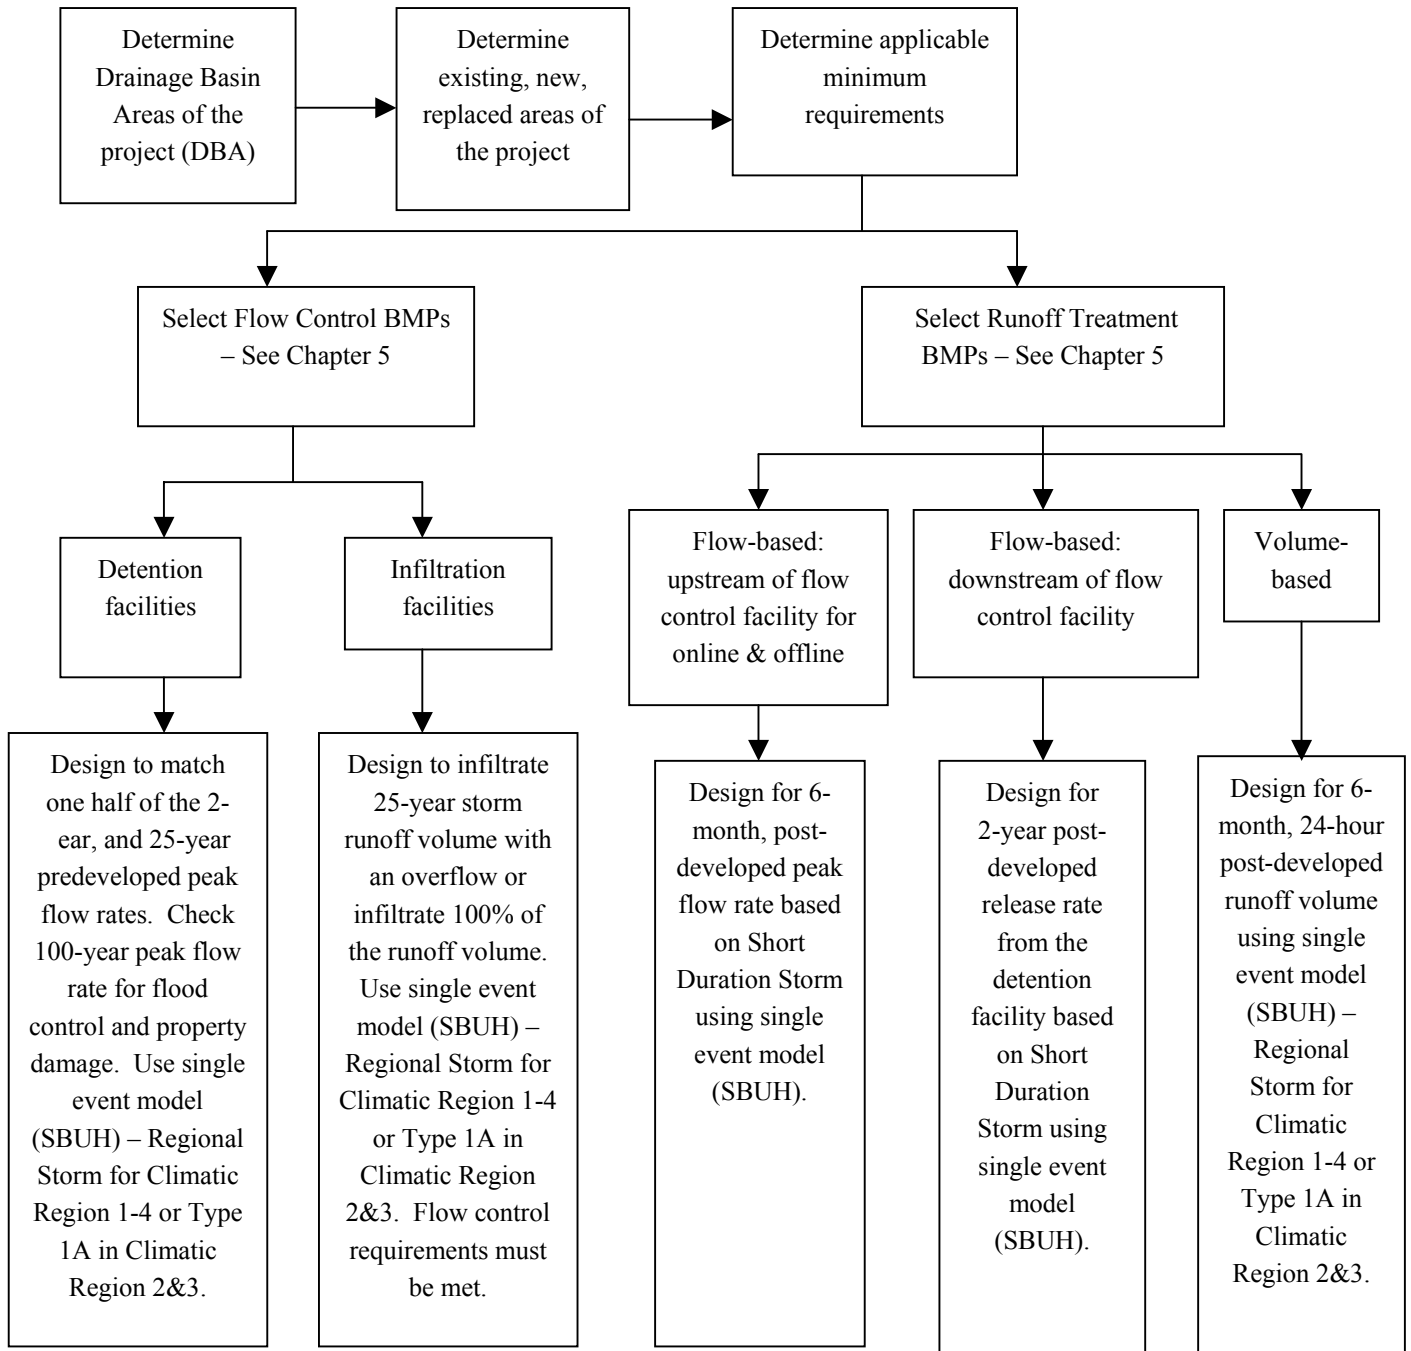 Determine
Drainage Basin
Areas of the
project (DBA)
Determine
existing, new,
replaced areas of
the project
Determine applicable
minimum
requirements
Select Flow Control BMPs
– See Chapter 5
Select Runoff Treatment
BMPs – See Chapter 5
Detention
facilities
Infiltration
facilities
Flow-based:
upstream of flow
control facility for
online & offline
Flow-based:
downstream of flow
control facility
Volume-
based
Design to match
one half of the 2-
ear, and 25-year
predeveloped peak
flow rates.  Check
100-year peak flow
rate for flood
control and property
damage.  Use single
event model
(SBUH) – Regional
Storm for Climatic
Region 1-4 or Type
1A in Climatic
Region 2&3.
Design to infiltrate
25-year storm
runoff volume with
an overflow or
infiltrate 100% of
the runoff volume.
Use single event
model (SBUH) –
Regional Storm for
Climatic Region 1-4
or Type 1A in
Climatic Region
2&3.  Flow control
requirements must
be met.
Design for 6-
month, post-
developed peak
flow rate based
on Short
Duration Storm
using single
event model
(SBUH).
Design for
2-year post-
developed
release rate
from the
detention
facility based
on Short
Duration
Storm using
single event
model
(SBUH).
Design for 6-
month, 24-hour
post-developed
runoff volume
using single
event model
(SBUH) –
Regional
Storm for
Climatic
Region 1-4 or
Type 1A in
Climatic
Region 2&3.